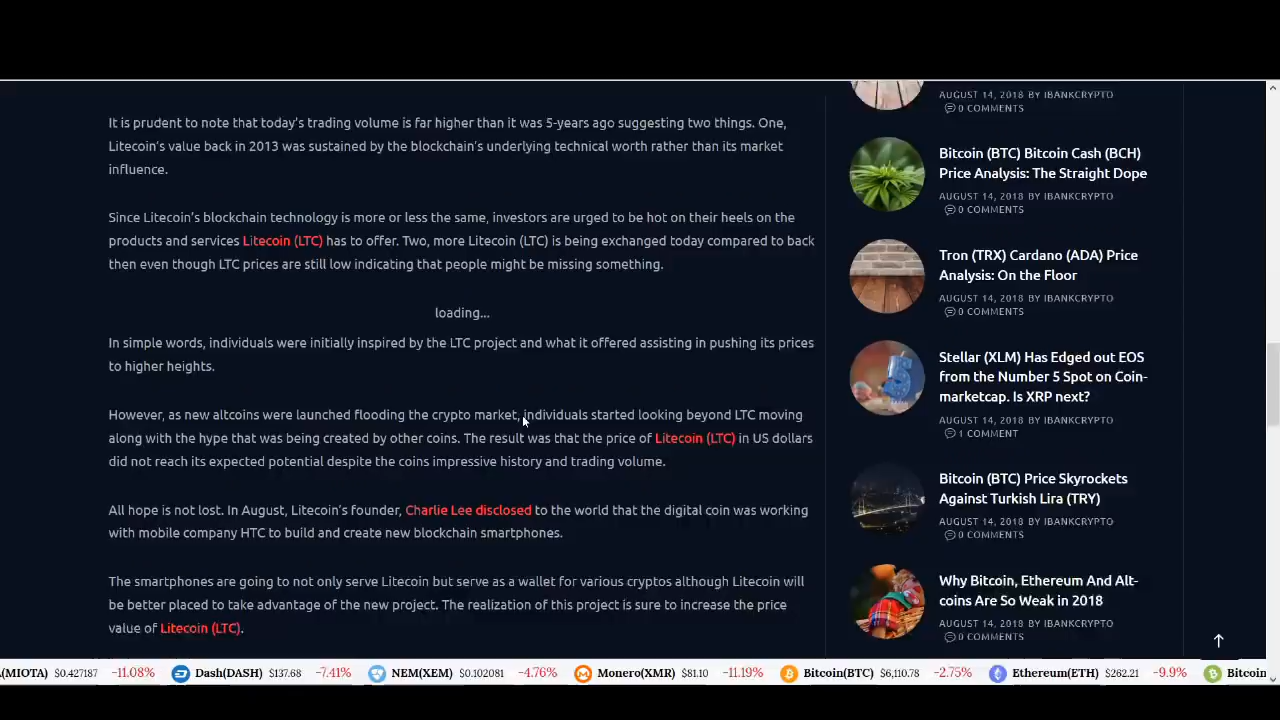 It is prudent to note that today's trading volume is far higher than it was 5-years ago suggesting two things. One,
Litecoin's value back in 2013 was sustained by the blockchain's underlying technical worth rather than its market
influence.
Since Litecoin's blockchain technology is more or less the same, investors are urged to be hot on their heels on the
products and services Litecoin (LTC) has to offer. Two, more Litecoin (LTC) is being exchanged today compared to back
then even though LTC prices are still low indicating that people might be missing something.
loading...
In simple words, individuals were initially inspired by the LTC project and what it offered assisting in pushing its prices
to higher heights.
However, as new altcoins were launched flooding the crypto market, individuals started looking beyond LTC moving
along with the hype that was being created by other coins. The result was that the price of Litecoin (LTC) in US dollars
did not reach its expected potential despite the coins impressive history and trading volume.
All hope is not lost. In August, Litecoin's founder, Charlie Lee disclosed to the world that the digital coin was working
with mobile company HTC to build and create new blockchain smartphones.
The smartphones are going to not only serve Litecoin but serve as a wallet for various cryptos although Litecoin will
be better placed to take advantage of the new project. The realization of this project is sure to increase the price
value of Litecoin (LTC).
AUGUST 14, 2018 BY IBANKCRYPTO
0 COMMENTS
Bitcoin (BTC) Bitcoin Cash (BCH)
Price Analysis: The Straight Dope
AUGUST 14, 2018 BY IBANKCRYPTO
0 COMMENTS
Tron (TRX) Cardano (ADA) Price
Analysis: On the Floor
AUGUST 14, 2018 BY IBANKCRYPTO
0 COMMENTS
Stellar (XLM) Has Edged out EOS
from the Number 5 Spot on Coin-
marketcap. Is XRP next?
AUGUST 14, 2018 BY IBANKCRYPTO
1 COMMENT
Bitcoin (BTC) Price Skyrockets
Against Turkish Lira (TRY)
AUGUST 14, 2018 BY IBANKCRYPTO
0 COMMENTS
Why Bitcoin, Ethereum And Alt-
coins Are So Weak in 2018
AUGUST 14, 2018 BY IBANKCRYPTO
0 COMMENTS
(MIOTA) $0.427187 -11.08% Dash(DASH) $137.68 -7.41% NEM(XEM) $0.102081 -4.76% Monero(XMR) $81.10 -11.19% Bitcoin(BTC) $6,110.78 -2.75% Ethereum(ETH) $262.21 -9.9% Bitcoin